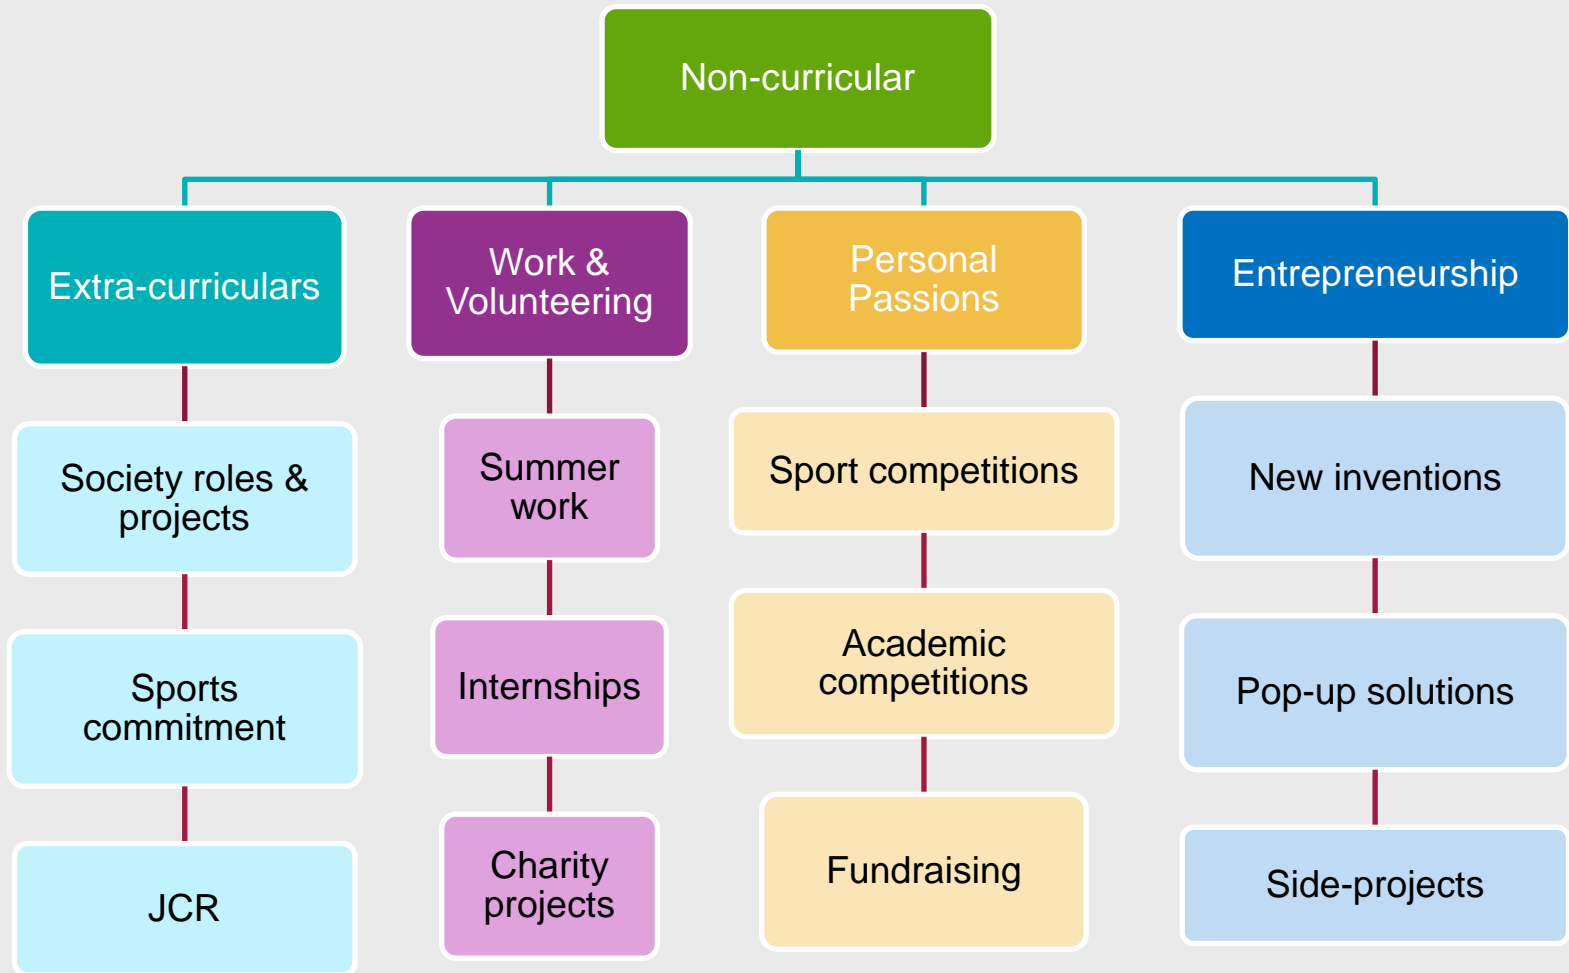 Non-curricular
Extra-curriculars
Work &
Volunteering
Personal
Passions
Entrepreneurship
Society roles &
projects
Summer
work
Sport competitions
New inventions
Sports
commitment
Internships
Academic
competitions
Pop-up solutions
JCR
Charity
projects
Fundraising
Side-projects